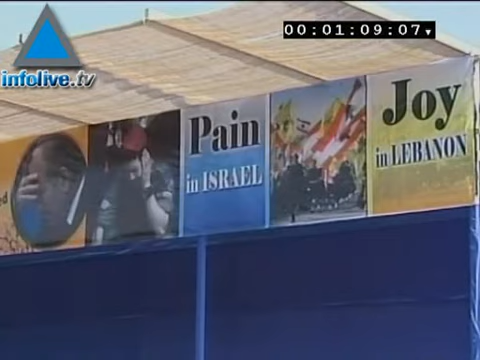 infolive.tv
00:01:09:07
Pain
in ISRAEL
Joy
in LEBANON